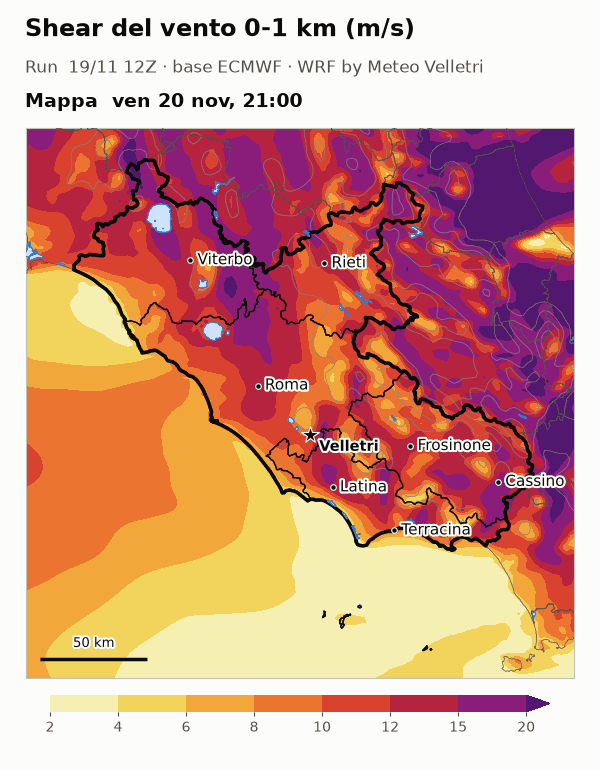 Shear del vento 0-1 km (m/s)
Run  19/11 12Z · base ECMWF · WRF by Meteo Velletri
Mappa  ven 20 nov, 21:00
Viterbo
Rieti
Roma
Velletri
Frosinone
Latina
Cassino
Terracina
50 km
2 4 6 8 10 12 15 20